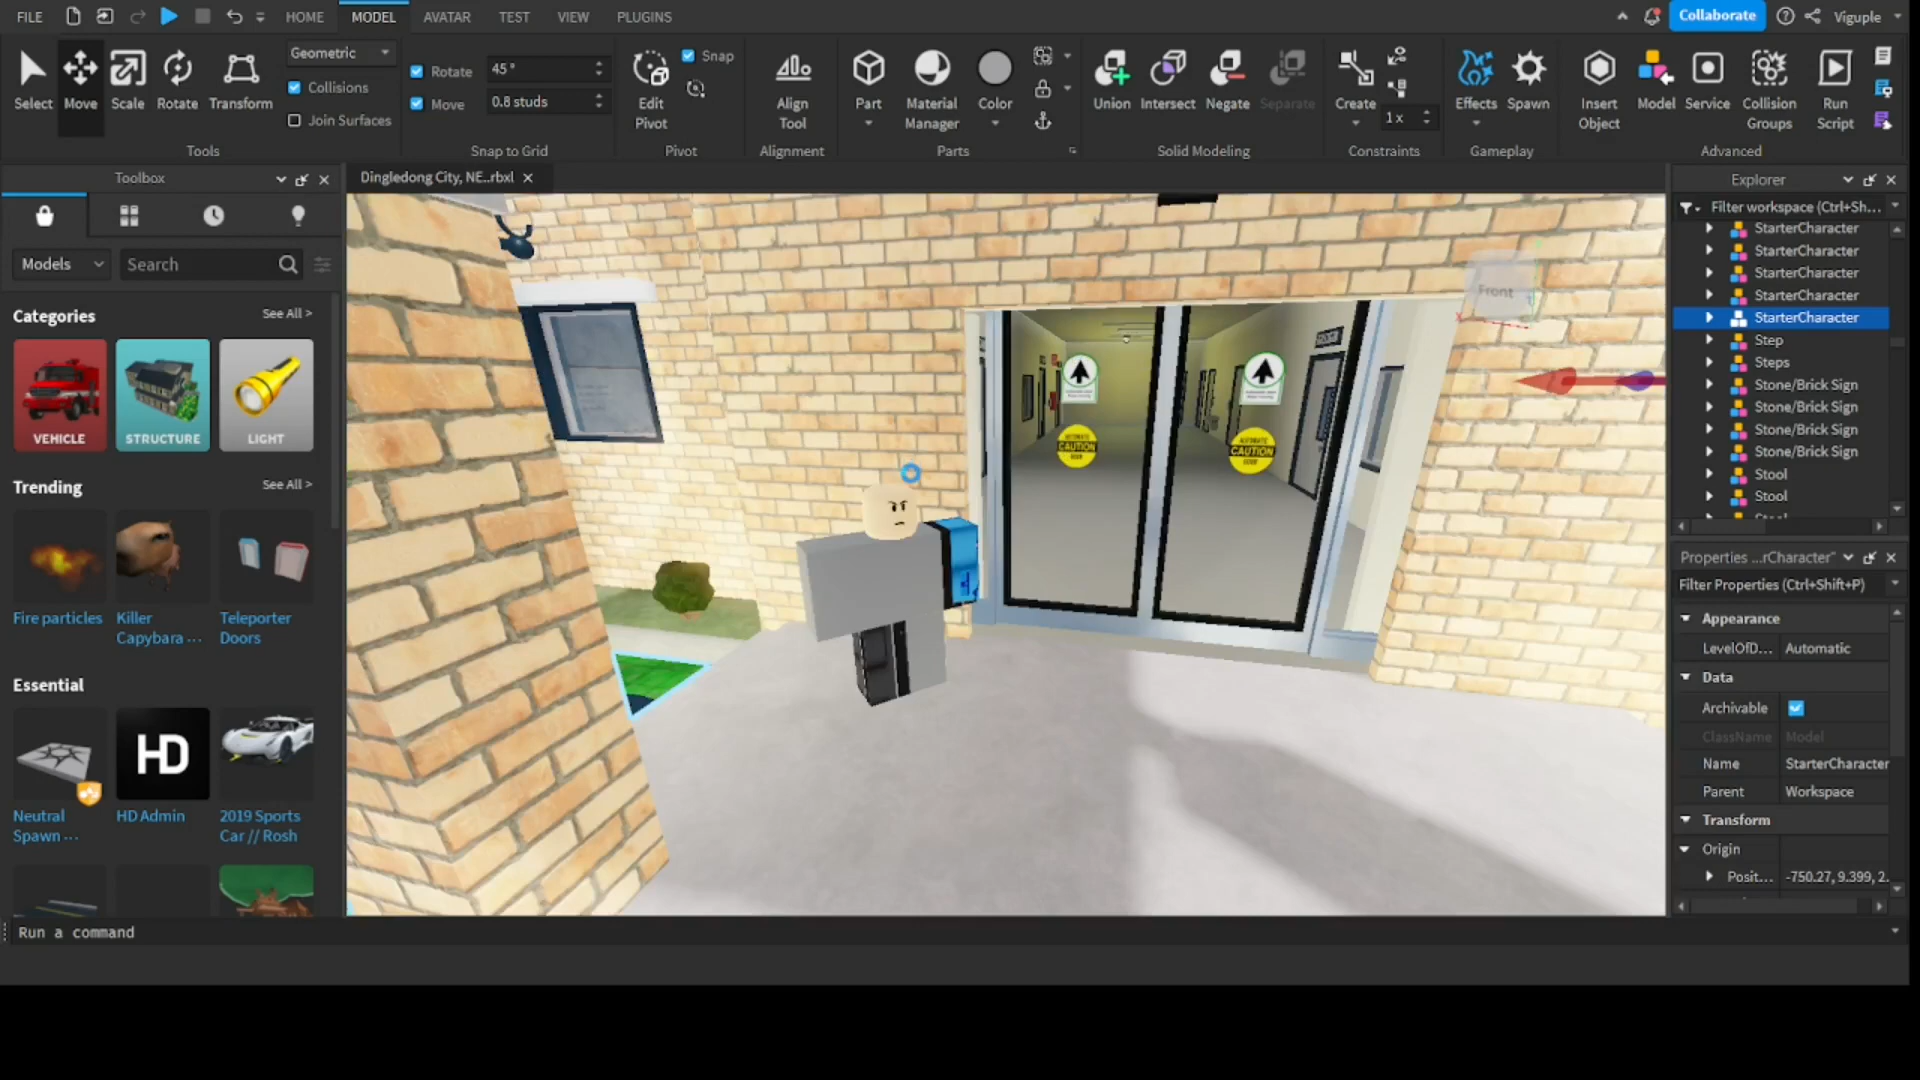 FILE HOME MODEL AVATAR TEST VIEW PLUGINS Collaborate Viguple
Select Move Scale Rotate Transform
Geometric
Collisions
Join Surfaces
Tools
Rotate 45 °
Move 0.8 studs
Snap to Grid
Edit
Pivot
Snap
Pivot
Align
Tool
Alignment
Part
Material
Manager
Color
Parts
Union Intersect Negate Separate
Solid Modeling
Create
1 x
Constraints
Effects Spawn
Gameplay
Insert
Object
Model
Service
Collision
Groups
Run
Script
Advanced
Toolbox
Models
Search
Categories See All >
VEHICLE STRUCTURE LIGHT
Trending See All >
Fire particles
Killer
Capybara ...
Teleporter
Doors
Essential
HD
Neutral
Spawn ...
HD Admin
2019 Sports
Car // Rosh
Dingledong City, NE...rbxl
Front
CAUTION
CAUTION
Explorer
Filter workspace (Ctrl+Sh...
StarterCharacter
StarterCharacter
StarterCharacter
StarterCharacter
StarterCharacter
Step
Steps
Stone/Brick Sign
Stone/Brick Sign
Stone/Brick Sign
Stone/Brick Sign
Stool
Stool
Properties ...rCharacter"
Filter Properties (Ctrl+Shift+P)
Appearance
LevelOfD... Automatic
Data
Archivable
ClassName Model
Name StarterCharacter
Parent Workspace
Transform
Origin
Posit... -750.27, 9.399, 2.
Run a command